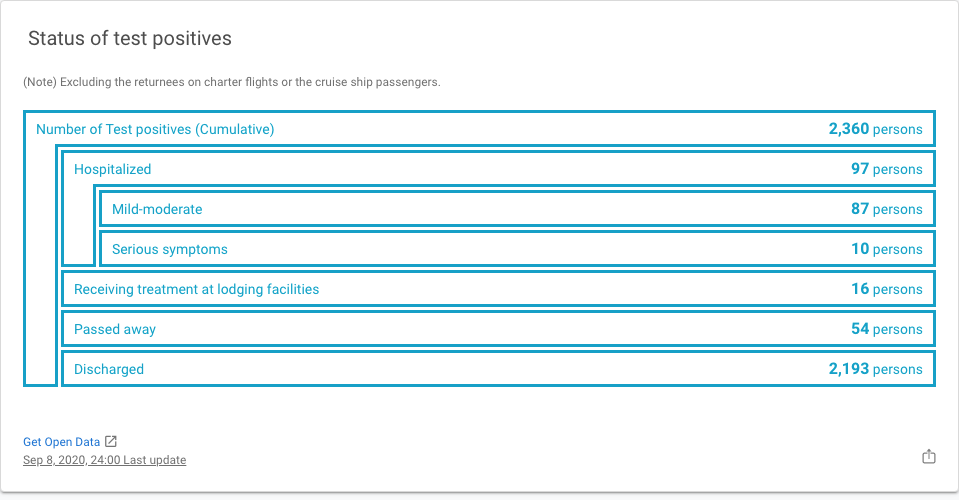 Status of test positives
(Note) Excluding the returnees on charter flights or the cruise ship passengers.
Number of Test positives (Cumulative) 2,360 persons
Hospitalized 97 persons
Mild-moderate 87 persons
Serious symptoms 10 persons
Receiving treatment at lodging facilities 16 persons
Passed away 54 persons
Discharged 2,193 persons
Get Open Data
Sep 8, 2020, 24:00 Last update